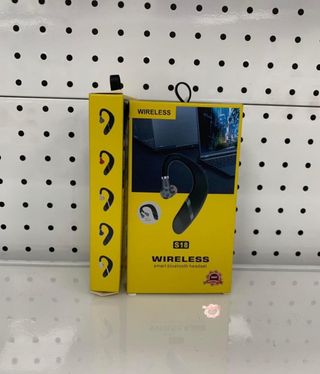 WIRELESS
S18
WIRELESS
smart bluetooth headset